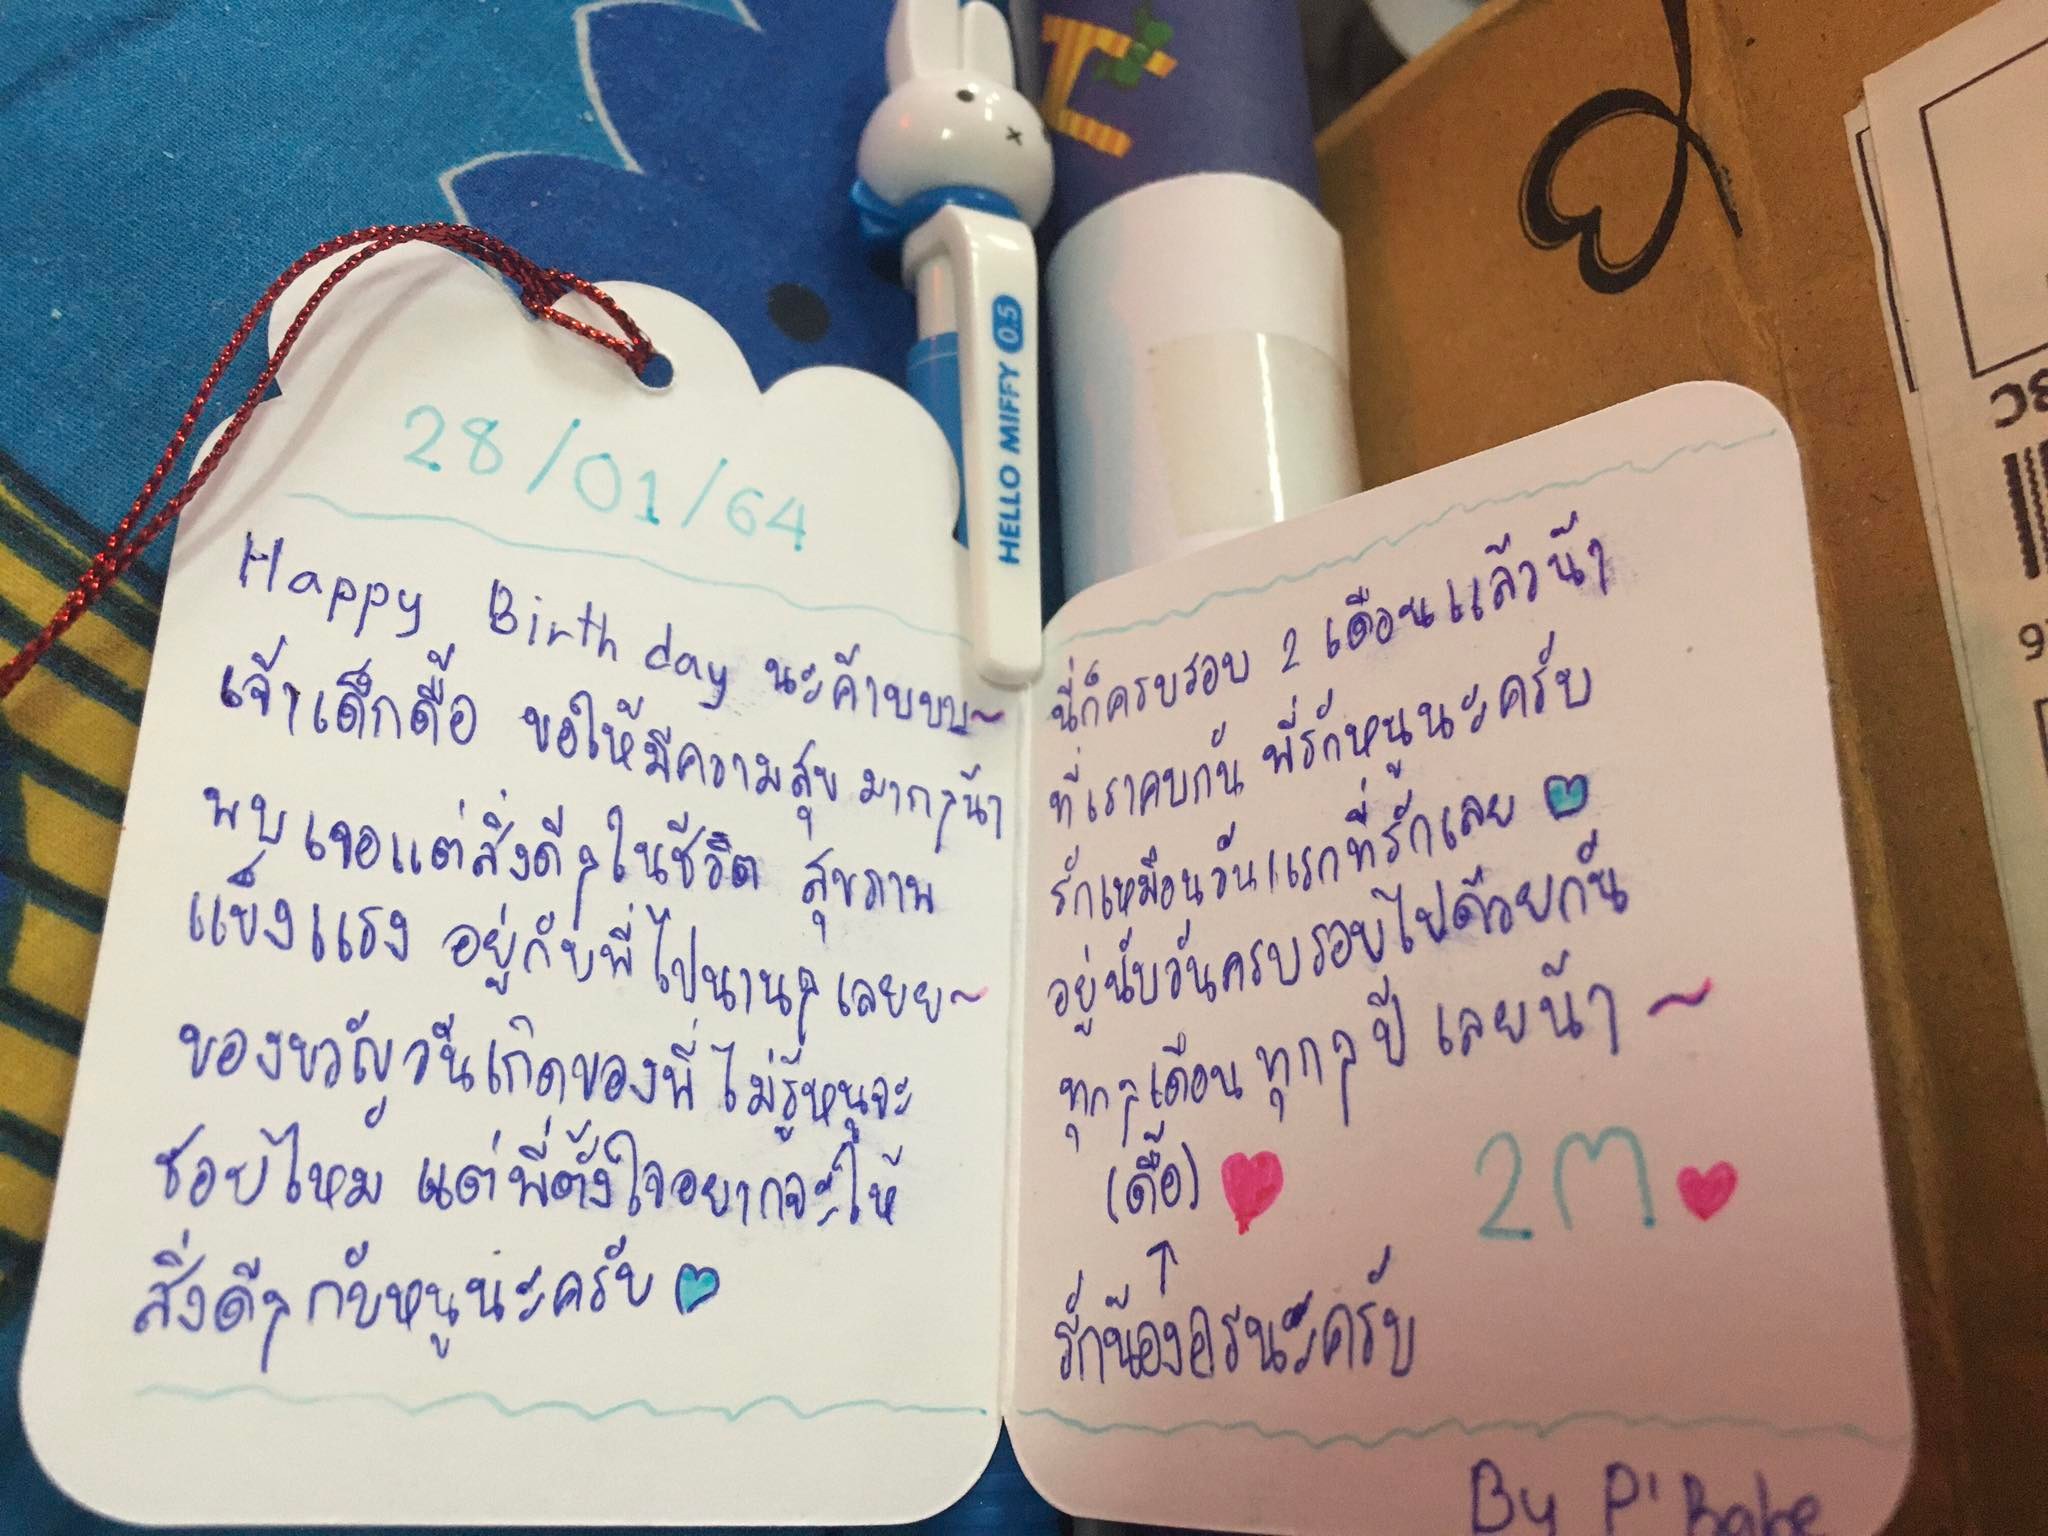 HELLO MIFFY 0.5
28/01/64
Happy Birth day นะค้าบบบ~
เจ้าเด็กดื้อ ขอให้มีความสุขมากๆน้า
พบเจอแต่สิ่งดีๆในชีวิต สุขภาพ
แข็งแรง อยู่กับพี่ไปนานๆเลยย~
ของขวัญวันเกิดของพี่ ไม่รู้หนูจะ
ชอบไหม แต่พี่ตั้งใจอยากจะให้
สิ่งดีๆกับหนูนะครับ
นี่ก็ครบรอบ 2 เดือนแล้วน้า
ที่เราคบกัน พี่รักหนูนะครับ
รักเหมือนวันแรกที่รักเลย
อยู่นับวันครบรอบไปด้วยกัน
ทุกๆเดือน ทุกๆปี เลยน้า ~
(ดื้อ)
2 m
↑
รักน้องอรนะครับ
By P'Babe